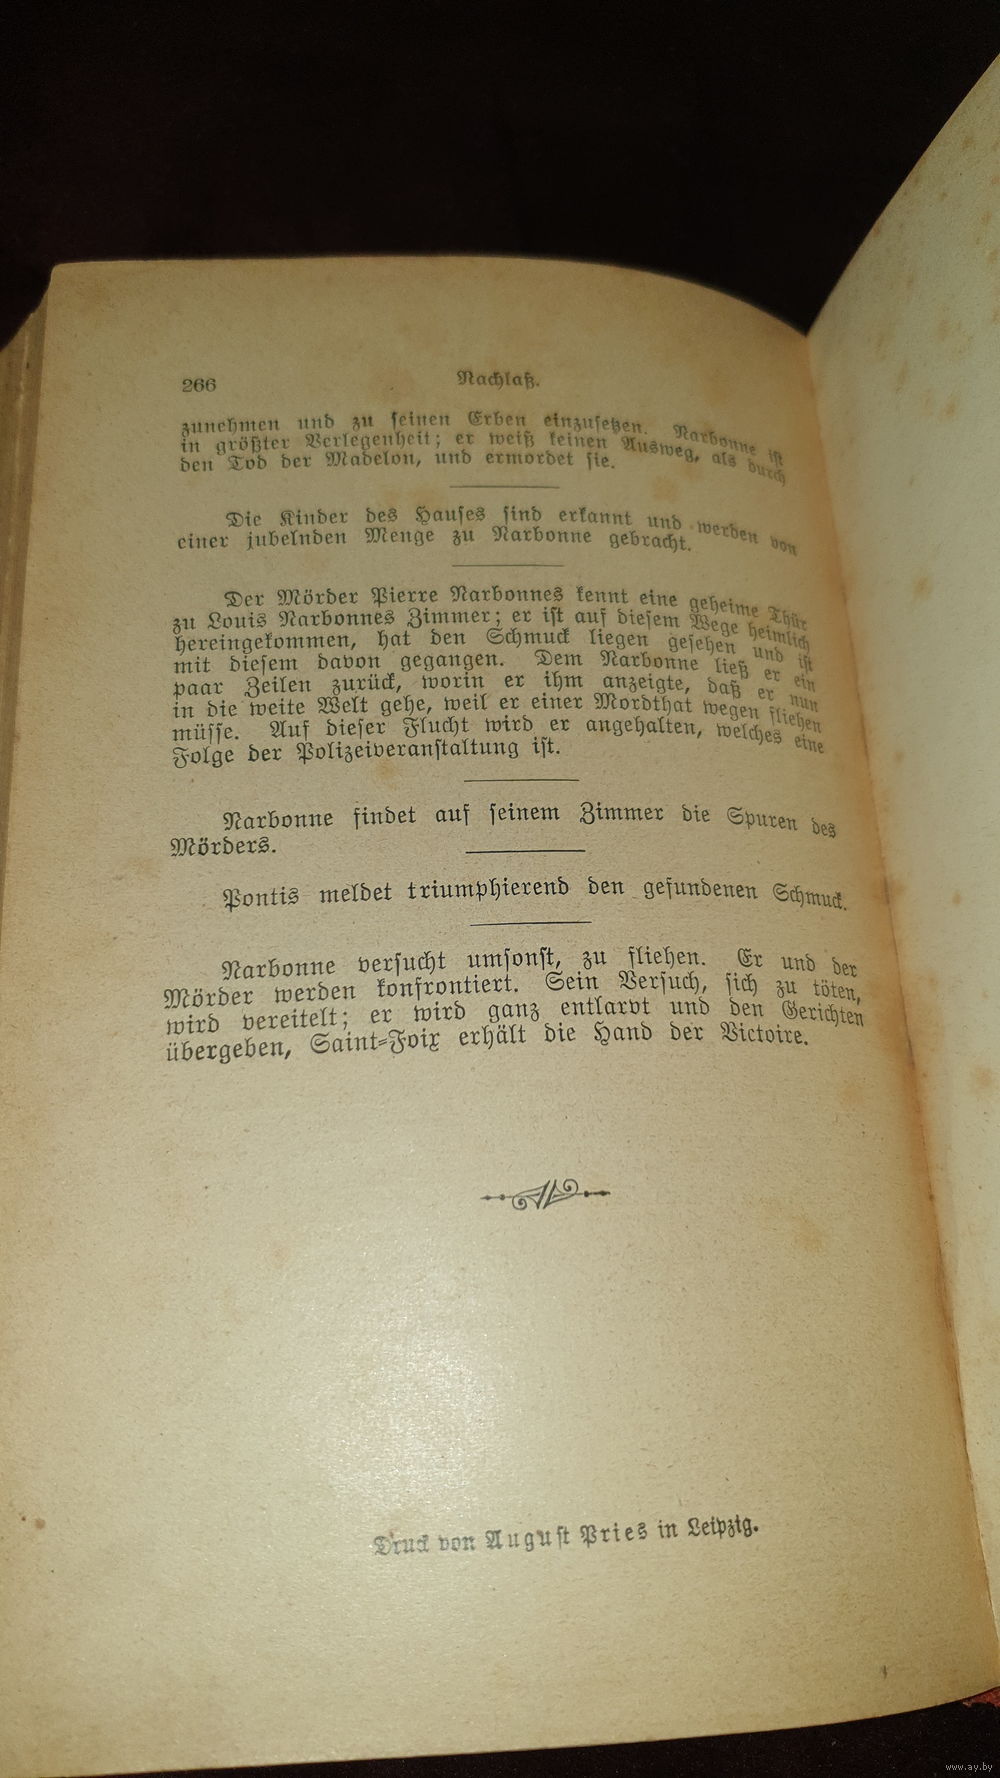 266
Nachlaß.
zunehmen und zu seinen Erben einzusetzen. Narbonne ist
in größter Verlegenheit; er weiß keinen Ausweg, als durch
den Tod der Madelon, und ermordet sie.
Die Kinder des Hauses sind erkannt und werden von
einer jubelnden Menge zu Narbonne gebracht.
Der Mörder Pierre Narbonnes kennt eine geheime Thür
zu Louis Narbonnes Zimmer; er ist auf diesem Wege heimlich
hereingekommen, hat den Schmuck liegen gesehen und ist
mit diesem davon gegangen. Dem Narbonne ließ er ein
paar Zeilen zurück, worin er ihm anzeigte, daß er nun
in die weite Welt gehe, weil er einer Mordthat wegen fliehen
müsse. Auf dieser Flucht wird er angehalten, welches eine
Folge der Polizeiveranstaltung ist.
Narbonne findet auf seinem Zimmer die Spuren des
Mörders.
Pontis meldet triumphierend den gefundenen Schmuck.
Narbonne versucht umsonst, zu fliehen. Er und der
Mörder werden konfrontiert. Sein Versuch, sich zu töten,
wird vereitelt; er wird ganz entlarvt und den Gerichten
übergeben, Saint-Foix erhält die Hand der Victoire.
Druck von August Pries in Leipzig.
www.ay.by